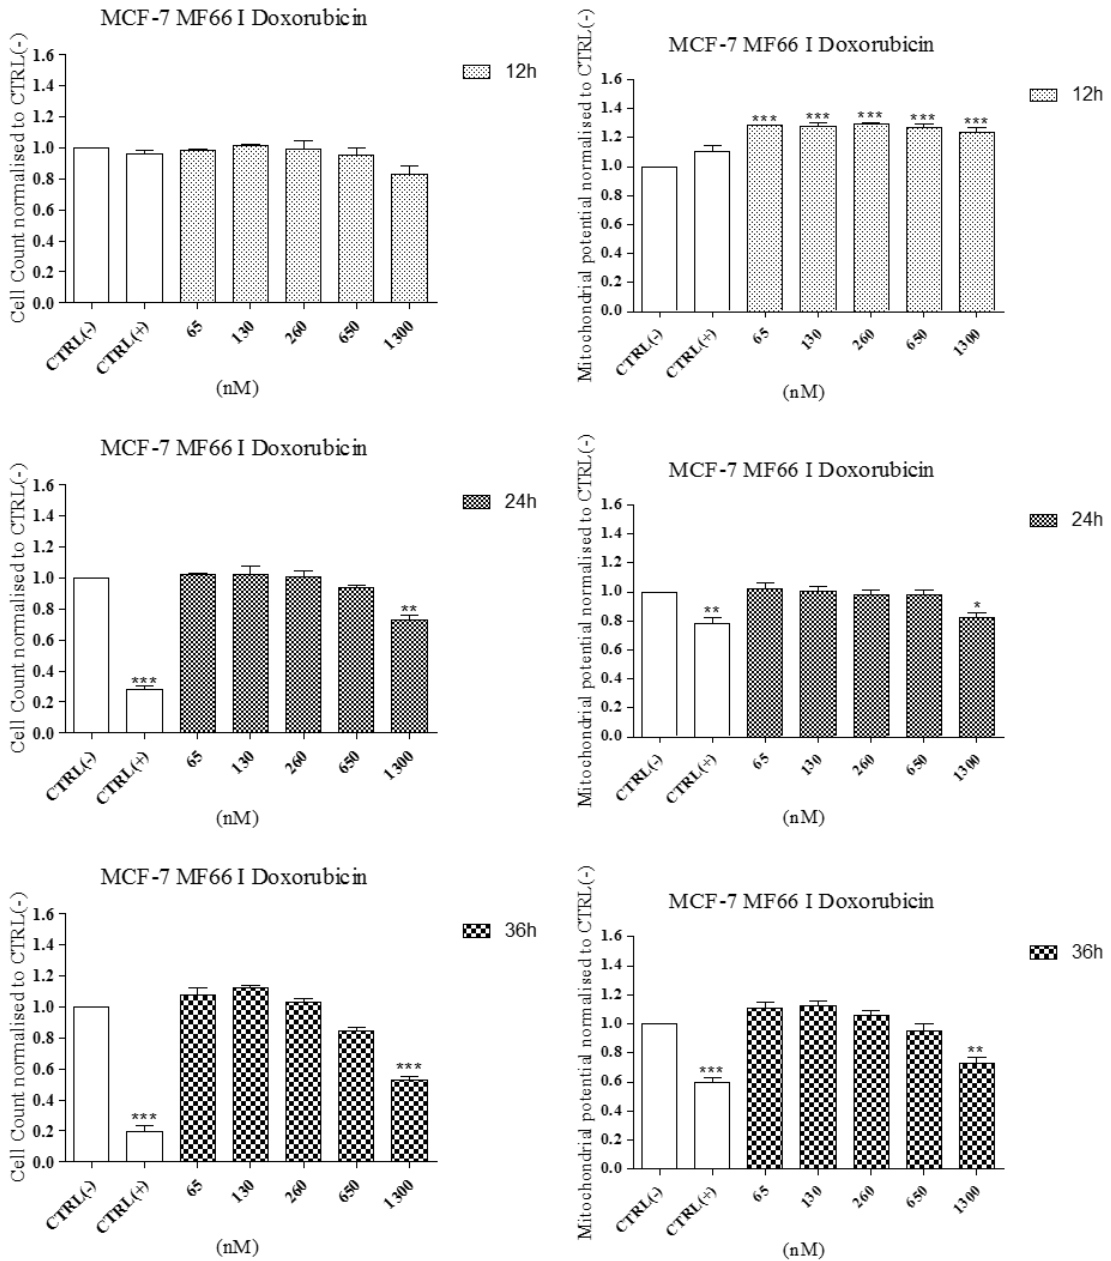 MCF-7 MF66 I Doxorubicin
Cell Count normalised to CTRL(-)
1.6
1.4
1.2
1.0
0.8
0.6
0.4
0.2
0.0
CTRL(-)
CTRL(+)
65
130
260
650
1300
(nM)
12h
MCF-7 MF66 I Doxorubicin
Mitochondrial potential normalised to CTRL(-)
1.6
1.4
1.2
1.0
0.8
0.6
0.4
0.2
0.0
***
***
***
***
***
CTRL(-)
CTRL(+)
65
130
260
650
1300
(nM)
12h
MCF-7 MF66 I Doxorubicin
Cell Count normalised to CTRL(-)
1.6
1.4
1.2
1.0
0.8
0.6
0.4
0.2
0.0
***
**
CTRL(-)
CTRL(+)
65
130
260
650
1300
(nM)
24h
MCF-7 MF66 I Doxorubicin
Mitochondrial potential normalised to CTRL(-)
1.6
1.4
1.2
1.0
0.8
0.6
0.4
0.2
0.0
**
*
CTRL(-)
CTRL(+)
65
130
260
650
1300
(nM)
24h
MCF-7 MF66 I Doxorubicin
Cell Count normalised to CTRL(-)
1.6
1.4
1.2
1.0
0.8
0.6
0.4
0.2
0.0
***
***
CTRL(-)
CTRL(+)
65
130
260
650
1300
(nM)
36h
MCF-7 MF66 I Doxorubicin
Mitochondrial potential normalised to CTRL(-)
1.6
1.4
1.2
1.0
0.8
0.6
0.4
0.2
0.0
***
**
CTRL(-)
CTRL(+)
65
130
260
650
1300
(nM)
36h